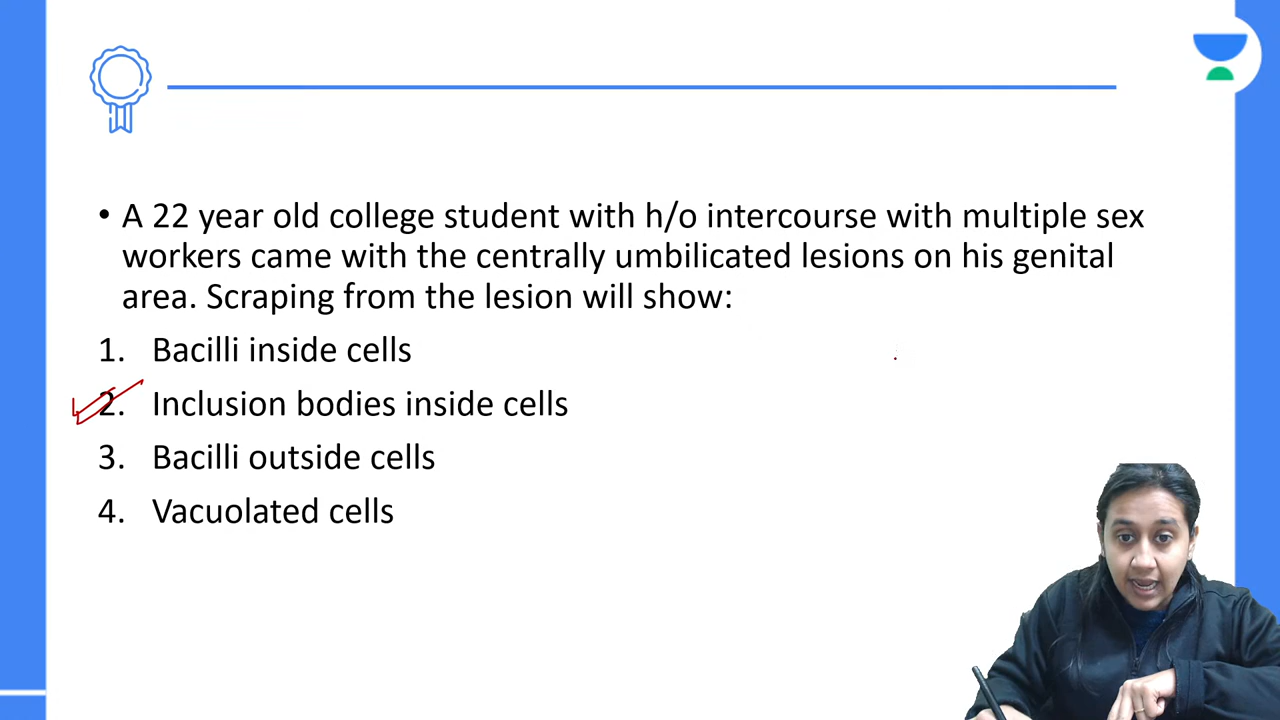 • A 22 year old college student with h/o intercourse with multiple sex
workers came with the centrally umbilicated lesions on his genital
area. Scraping from the lesion will show:
1. Bacilli inside cells
2. Inclusion bodies inside cells
3. Bacilli outside cells
4. Vacuolated cells